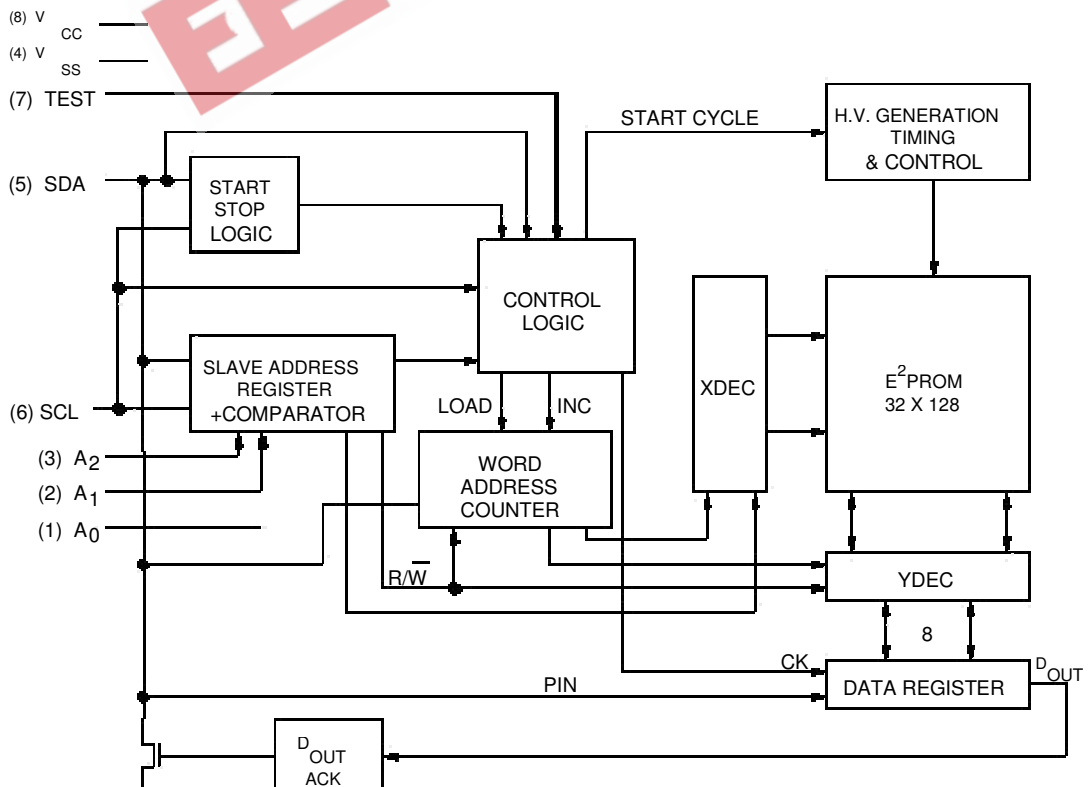 (8) V CC
(4) V SS
(7) TEST
START CYCLE
H.V. GENERATION
TIMING
& CONTROL
(5) SDA
START
STOP
LOGIC
CONTROL
LOGIC
XDEC
E2PROM
32 X 128
SLAVE ADDRESS
REGISTER
+COMPARATOR
(6) SCL
LOAD
INC
(3) A2
(2) A1
(1) A0
WORD
ADDRESS
COUNTER
R/W̅
YDEC
8
CK
PIN
DATA REGISTER
DOUT
DOUT
ACK